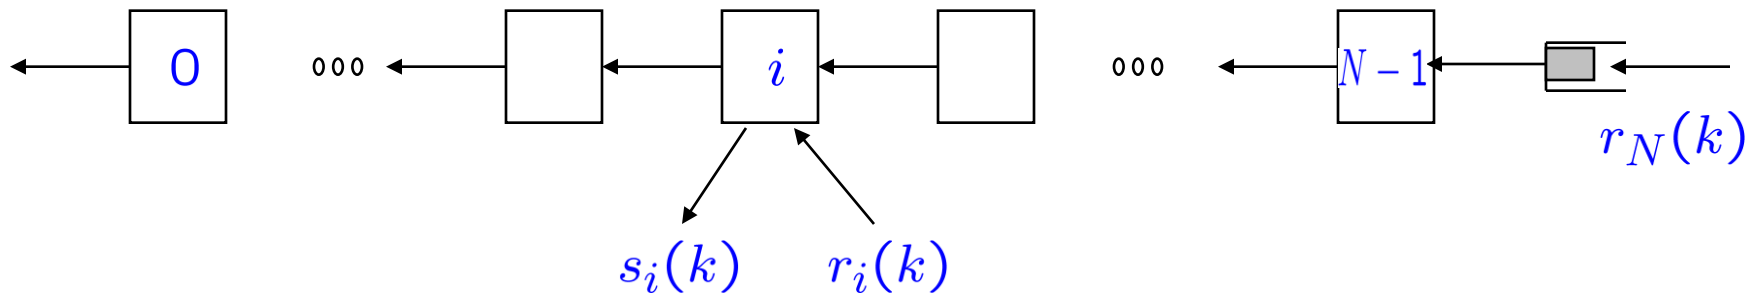 0 ooo i ooo N − 1
r_N(k)
s_i(k) r_i(k)